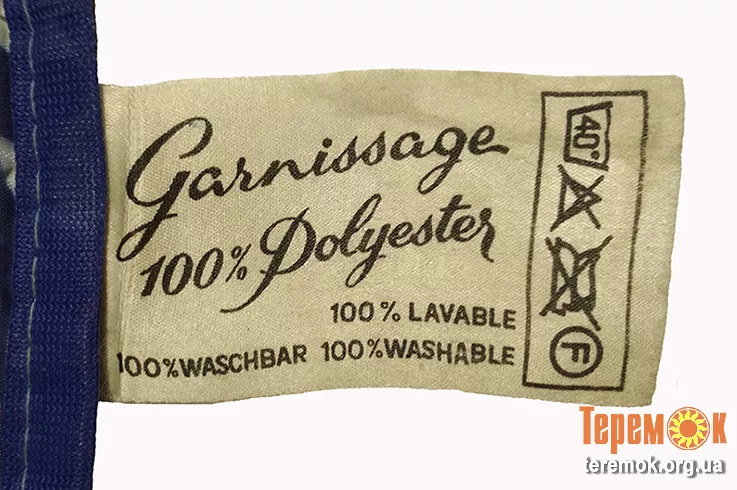 Garnissage
100% Polyester
100% LAVABLE
100%WASCHBAR 100%WASHABLE
40°
F
ТЕРЕМОК
teremok.org.ua